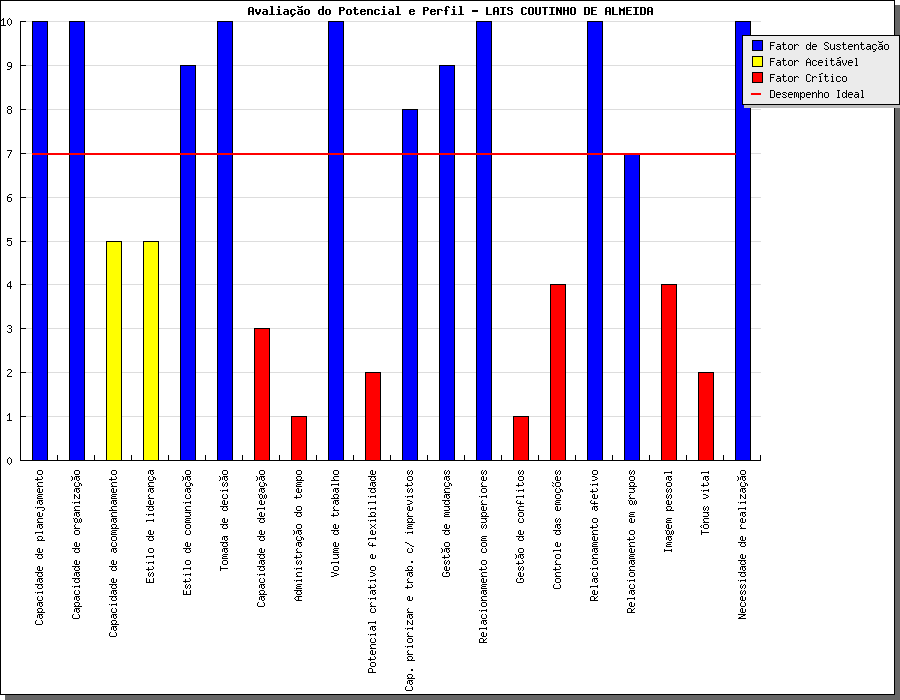 Avaliação do Potencial e Perfil - LAIS COUTINHO DE ALMEIDA
Fator de Sustentação
Fator Aceitável
Fator Crítico
Desempenho Ideal
10
9
8
7
6
5
4
3
2
1
0
Capacidade de planejamento
Capacidade de organização
Capacidade de acompanhamento
Estilo de liderança
Estilo de comunicação
Tomada de decisão
Capacidade de delegação
Administração do tempo
Volume de trabalho
Potencial criativo e flexibilidade
Cap. priorizar e trab. c/ imprevistos
Gestão de mudanças
Relacionamento com superiores
Gestão de conflitos
Controle das emoções
Relacionamento afetivo
Relacionamento em grupos
Imagem pessoal
Tônus vital
Necessidade de realização